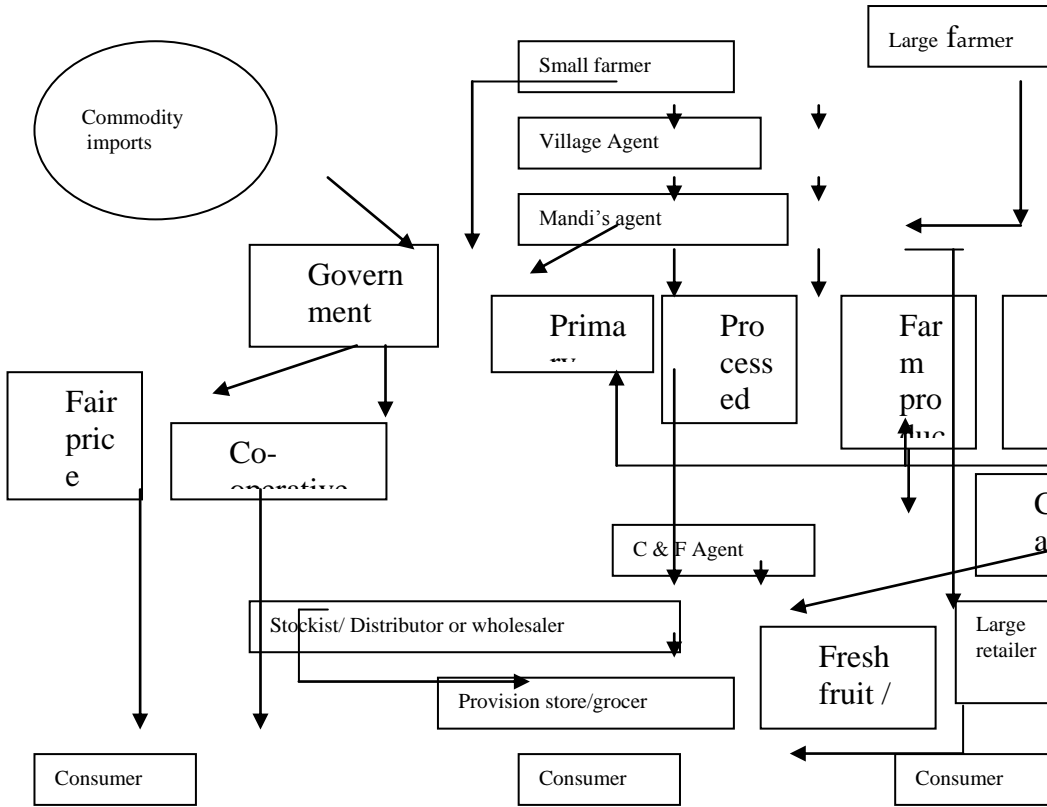 Large farmer
Small farmer
Commodity
imports
Village Agent
Mandi's agent
Govern
ment
Prima
Pro
cess
ed
Far
m
pro
Fair
pric
e
Co-
operative
C & F Agent
Stockist/ Distributor or wholesaler
Large
retailer
Fresh
fruit /
Provision store/grocer
Consumer
Consumer
Consumer